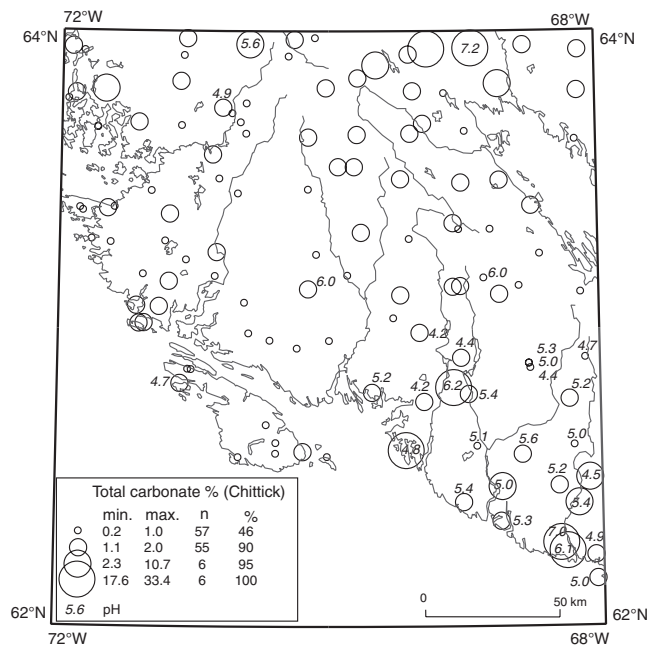 72°W 68°W
64°N 64°N
5.6 7.2
4.9
6.0 6.0
4.2 4.4 5.3 4.7
5.0
4.4
4.7 5.2 4.2 6.2 5.4 5.2
4.8 5.1 5.6 5.0
5.4 5.0 5.2 4.5
5.4
5.3 7.0 4.9
6.1
5.0
Total carbonate % (Chittick)
min. max. n %
0.2 1.0 57 46
1.1 2.0 55 90
2.3 10.7 6 95
17.6 33.4 6 100
5.6 pH
0 50 km
62°N 62°N
72°W 68°W